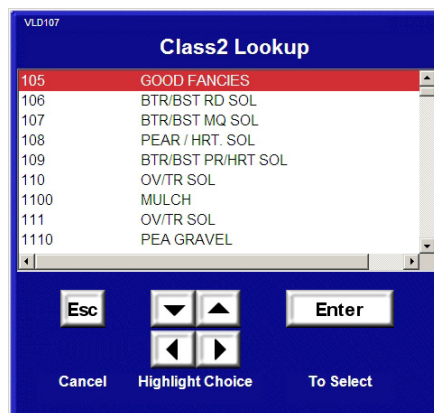 VLD107
Class2 Lookup
105 GOOD FANCIES
106 BTR/BST RD SOL
107 BTR/BST MQ SOL
108 PEAR / HRT. SOL
109 BTR/BST PR/HRT SOL
110 OV/TR SOL
1100 MULCH
111 OV/TR SOL
1110 PEA GRAVEL
Esc
Enter
Cancel Highlight Choice To Select